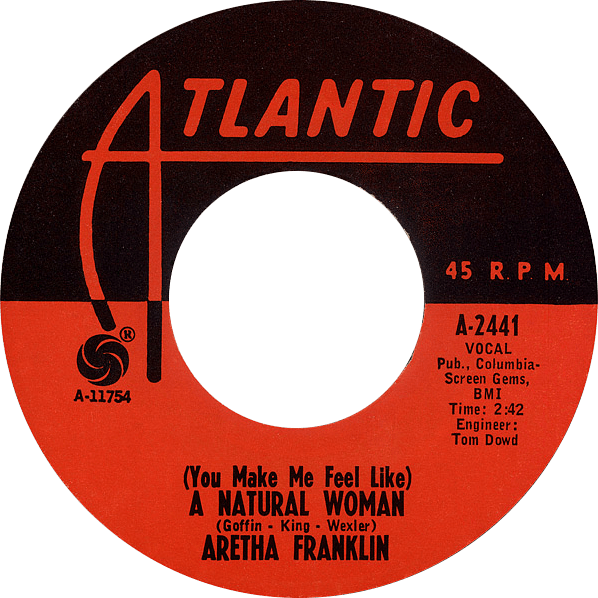 ATLANTIC
45 R.P.M.
®
A-11754
A-2441
VOCAL
Pub., Columbia-
Screen Gems,
BMI
Time: 2:42
Engineer:
Tom Dowd
(You Make Me Feel Like)
A NATURAL WOMAN
(Goffin - King - Wexler)
ARETHA FRANKLIN